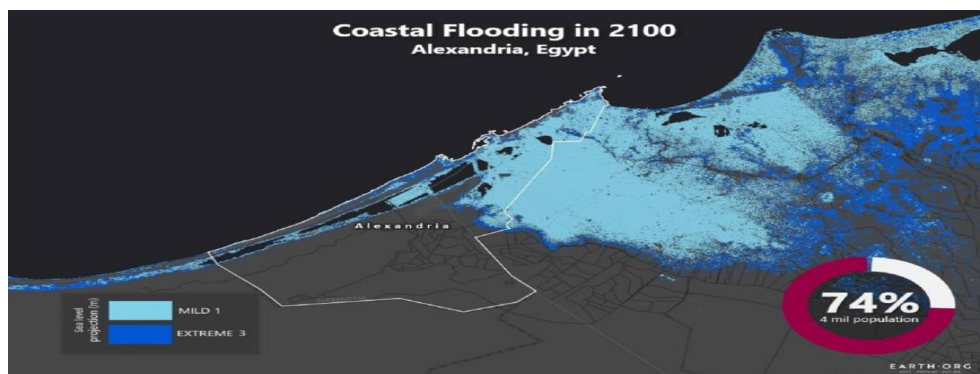 Coastal Flooding in 2100
Alexandria, Egypt
Alexandria
Sea level
projection (m)
MILD 1
EXTREME 3
74%
4 mil population
EARTH·ORG